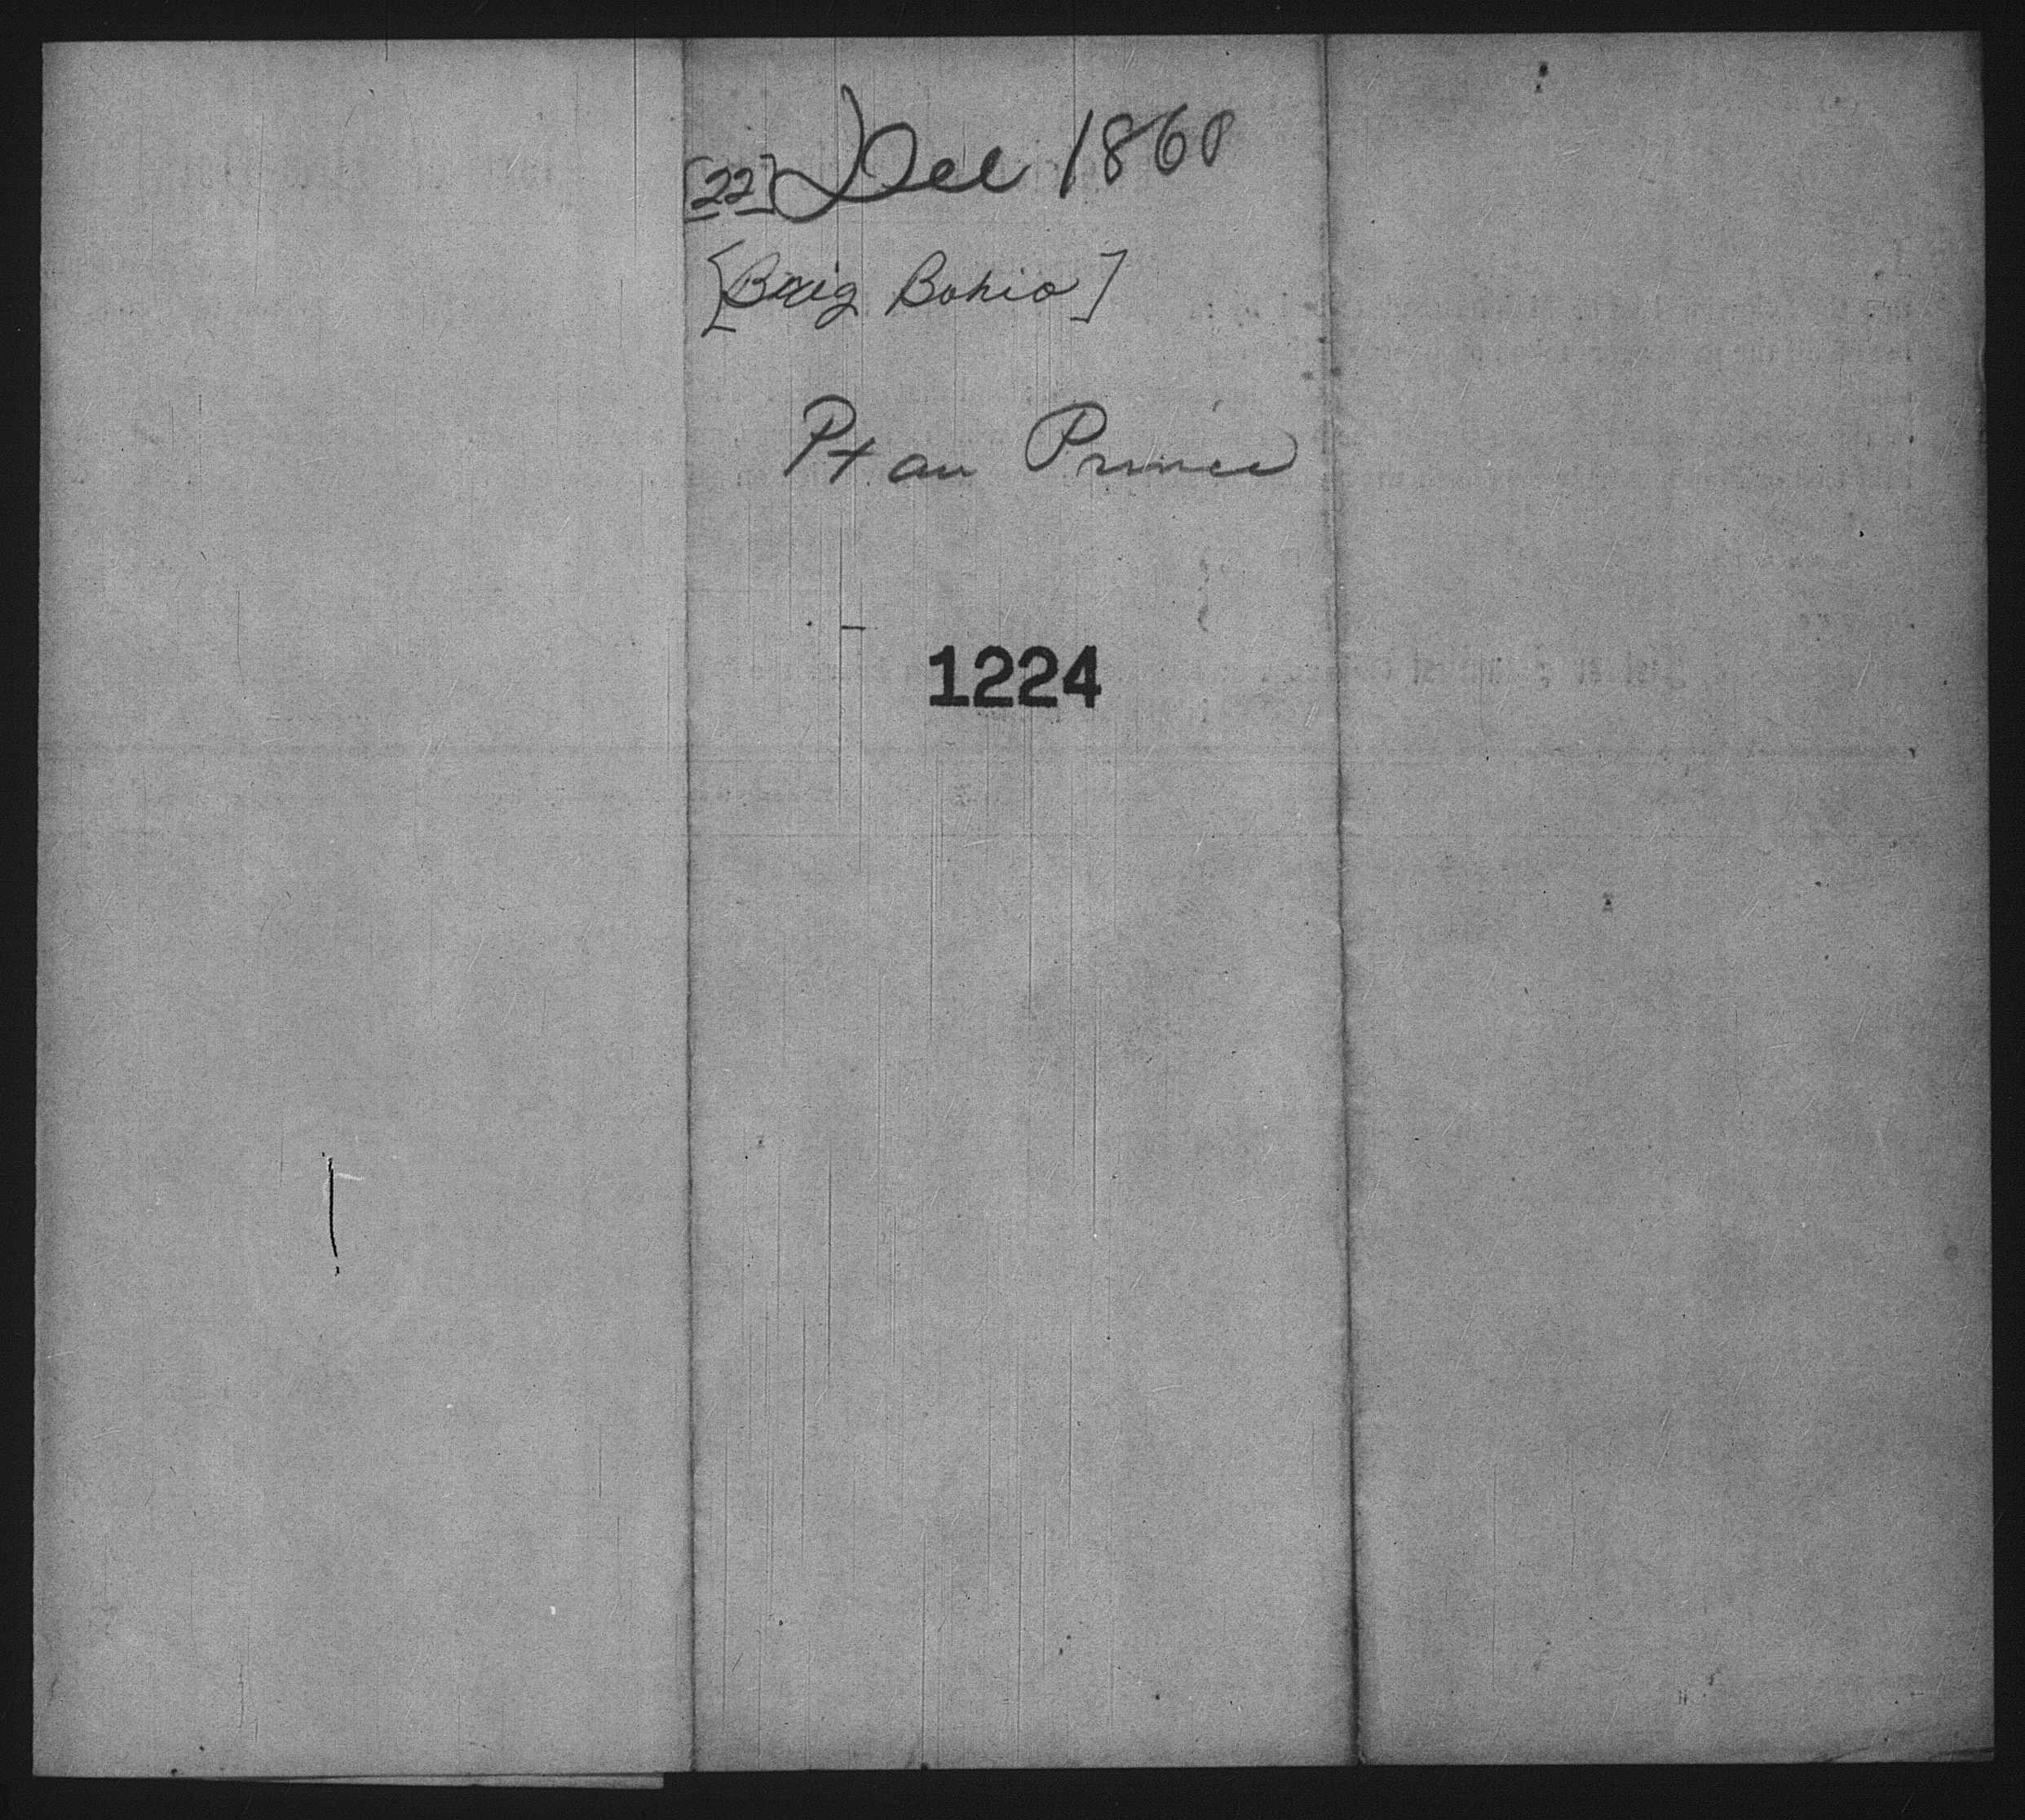 [22] Dec 1860
[Brig Bohio]
Pt au Prince
1224